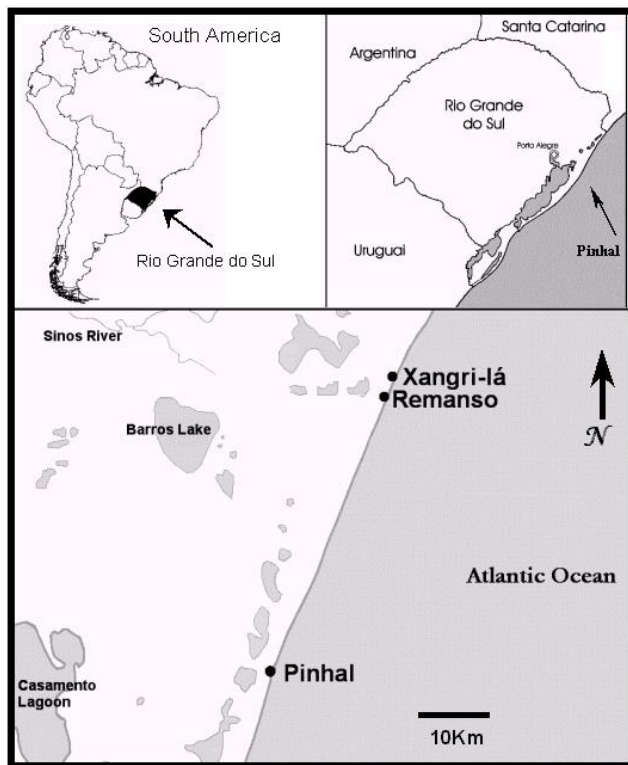 South America
Rio Grande do Sul
Santa Catarina
Argentina
Rio Grande
do Sul
Porto Alegre
Pinhal
Uruguai
Sinos River
Xangri-lá
Remanso
Barros Lake
N
Atlantic Ocean
Pinhal
Casamento
Lagoon
10Km